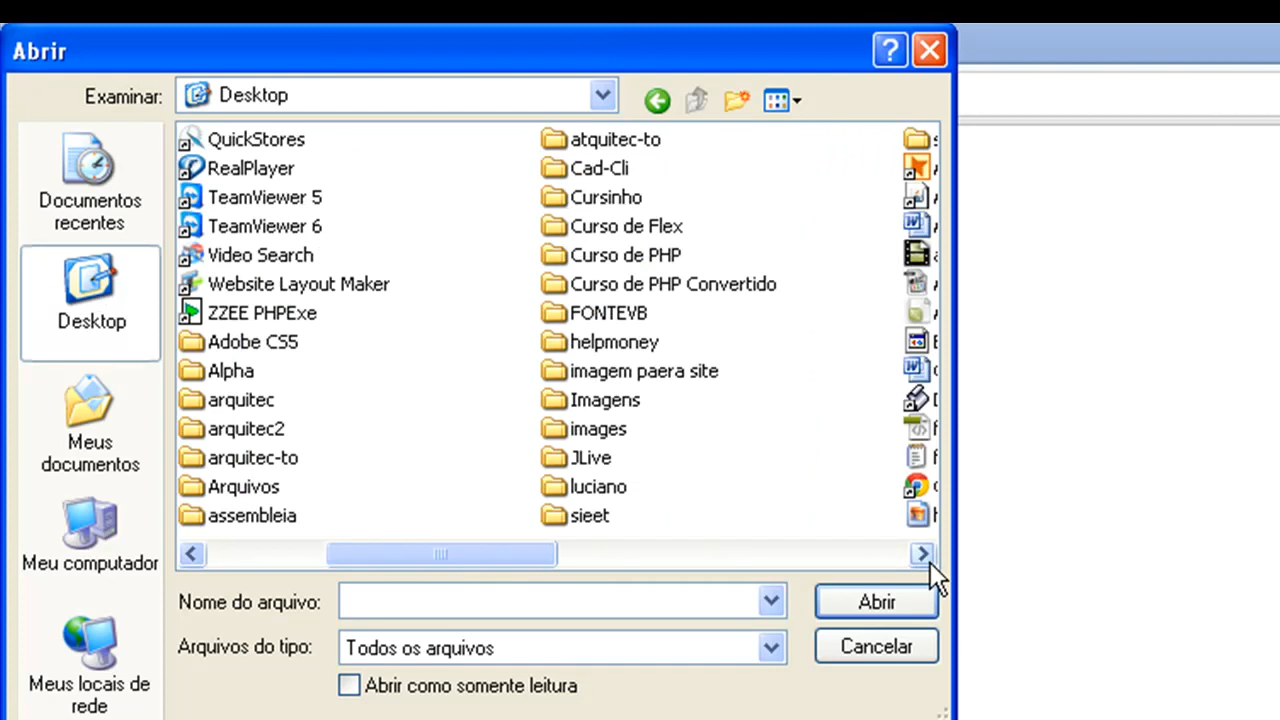 Abrir
Examinar:
Desktop
Documentos
recentes
Desktop
Meus
documentos
Meu computador
Meus locais de
rede
QuickStores
RealPlayer
TeamViewer 5
TeamViewer 6
Video Search
Website Layout Maker
ZZEE PHPExe
Adobe CS5
Alpha
arquitec
arquitec2
arquitec-to
Arquivos
assembleia
atquitec-to
Cad-Cli
Cursinho
Curso de Flex
Curso de PHP
Curso de PHP Convertido
FONTEVB
helpmoney
imagem paera site
Imagens
images
JLive
luciano
sieet
Nome do arquivo:
Abrir
Arquivos do tipo:
Todos os arquivos
Cancelar
Abrir como somente leitura